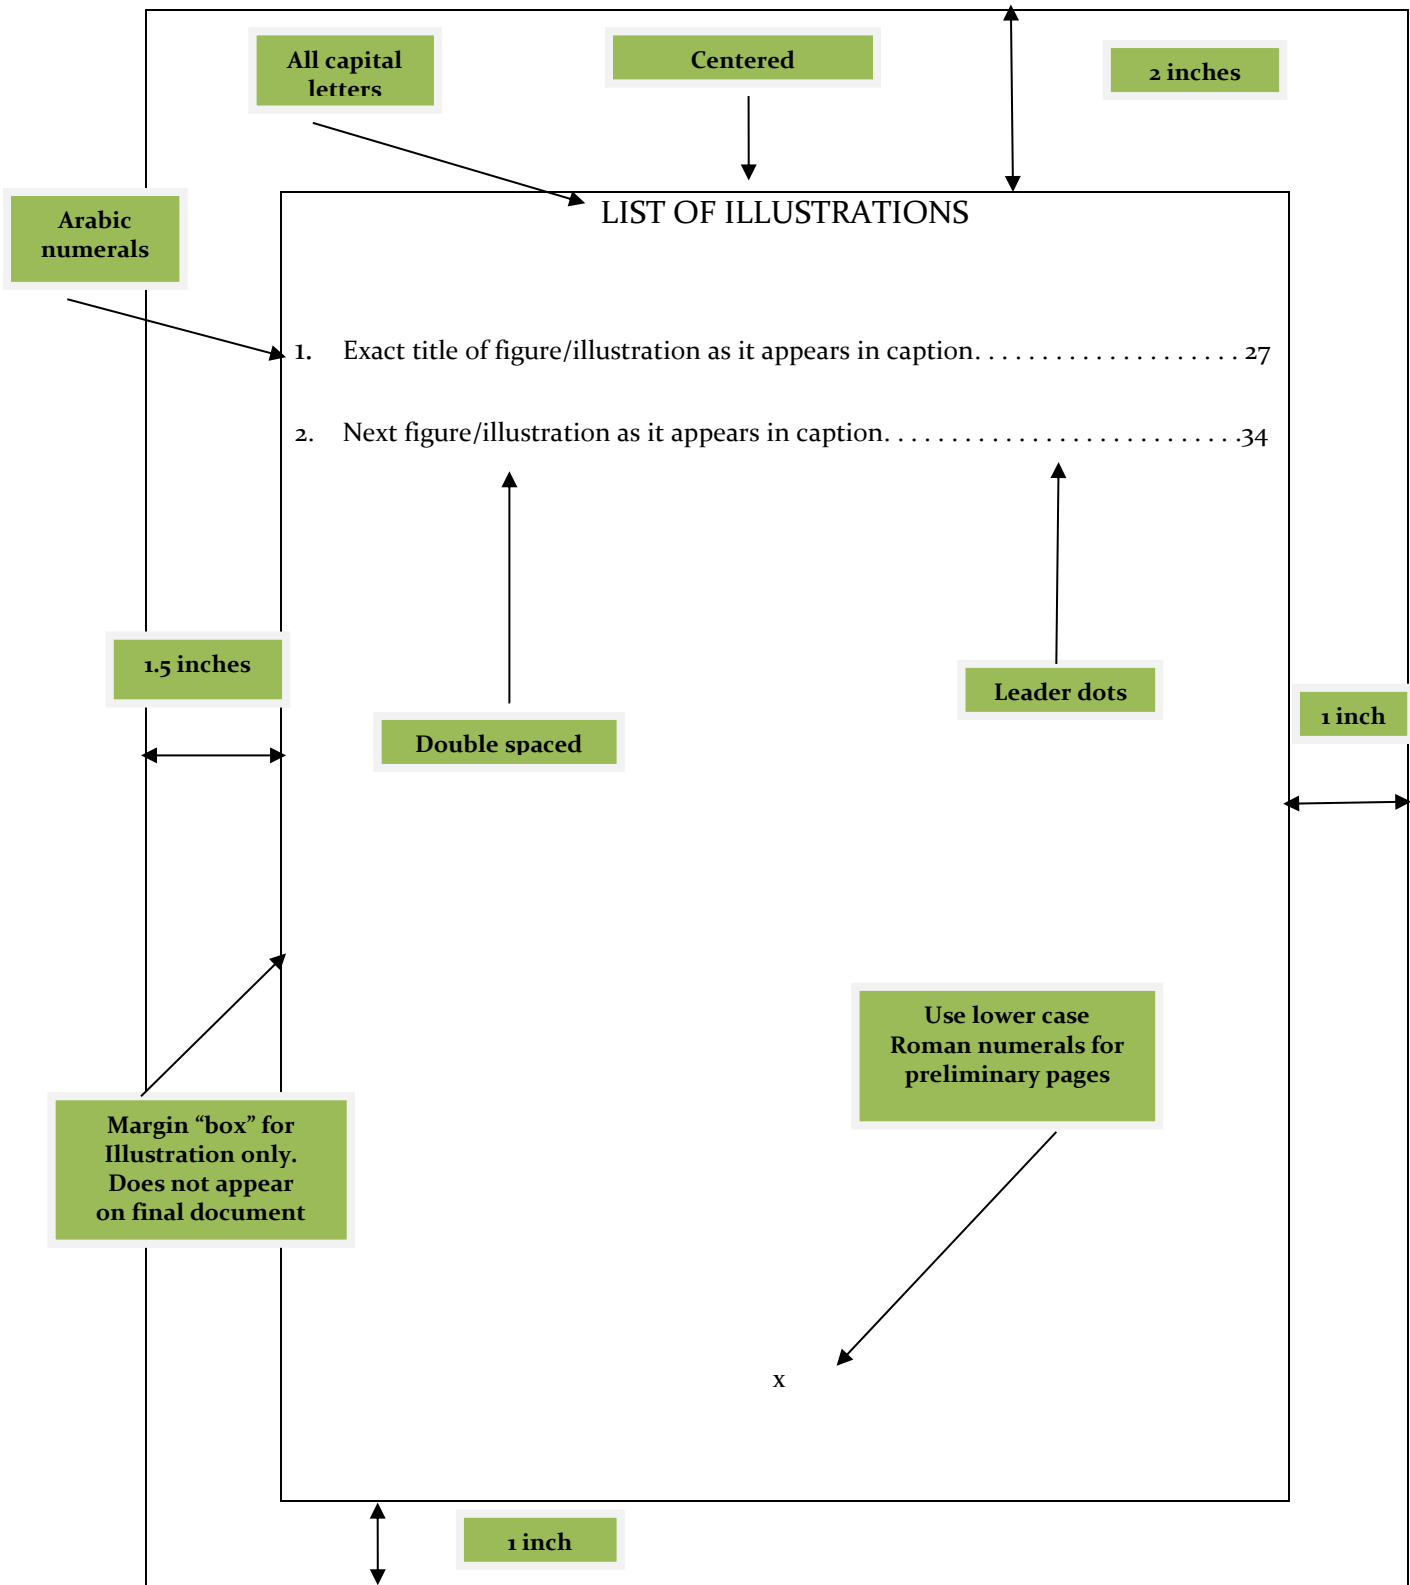 All capital
letters
Centered
2 inches
Arabic
numerals
LIST OF ILLUSTRATIONS
1. Exact title of figure/illustration as it appears in caption. . . . . . . . . . . . . . . . . . . . 27
2. Next figure/illustration as it appears in caption. . . . . . . . . . . . . . . . . . . . . . . . . . .34
1.5 inches
Leader dots
1 inch
Double spaced
Use lower case
Roman numerals for
preliminary pages
Margin “box” for
Illustration only.
Does not appear
on final document
x
1 inch